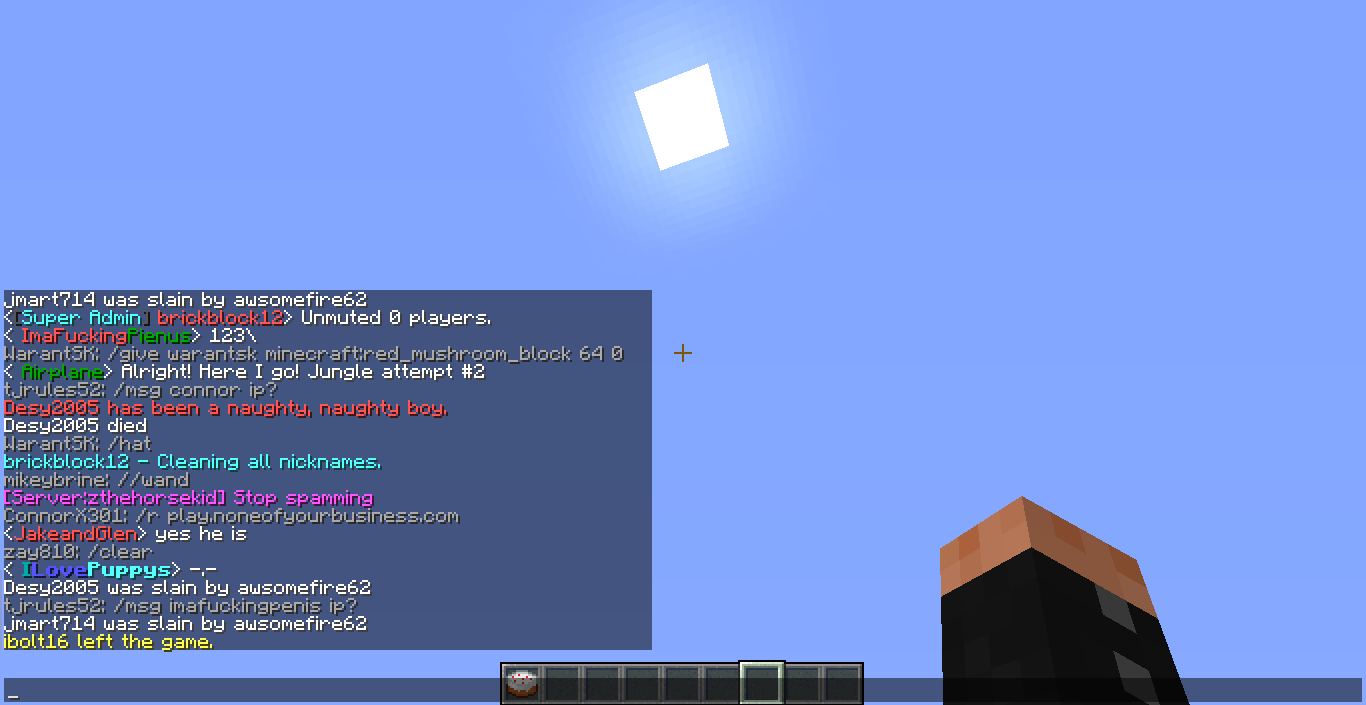 jmart714 was slain by awsomefire62
<[Super Admin] brickblock12> Unmuted 0 players.
< ImaFuckingPienus> 123\
WarantSK: /give warantsk minecraft:red_mushroom_block 64 0
< Airplane> Alright! Here I go! Jungle attempt #2
tjrules52: /msg connor ip?
Desy2005 has been a naughty, naughty boy.
Desy2005 died
WarantSK: /hat
brickblock12 - Cleaning all nicknames.
mikeybrine: //wand
[Server:zthehorsekid] Stop spamming
ConnorX301: /r play.noneofyourbusiness.com
<JakeandGlen> yes he is
zay810: /clear
< ILovePuppys> -.-
Desy2005 was slain by awsomefire62
tjrules52: /msg imafuckingpenis ip?
jmart714 was slain by awsomefire62
ibolt16 left the game.
_